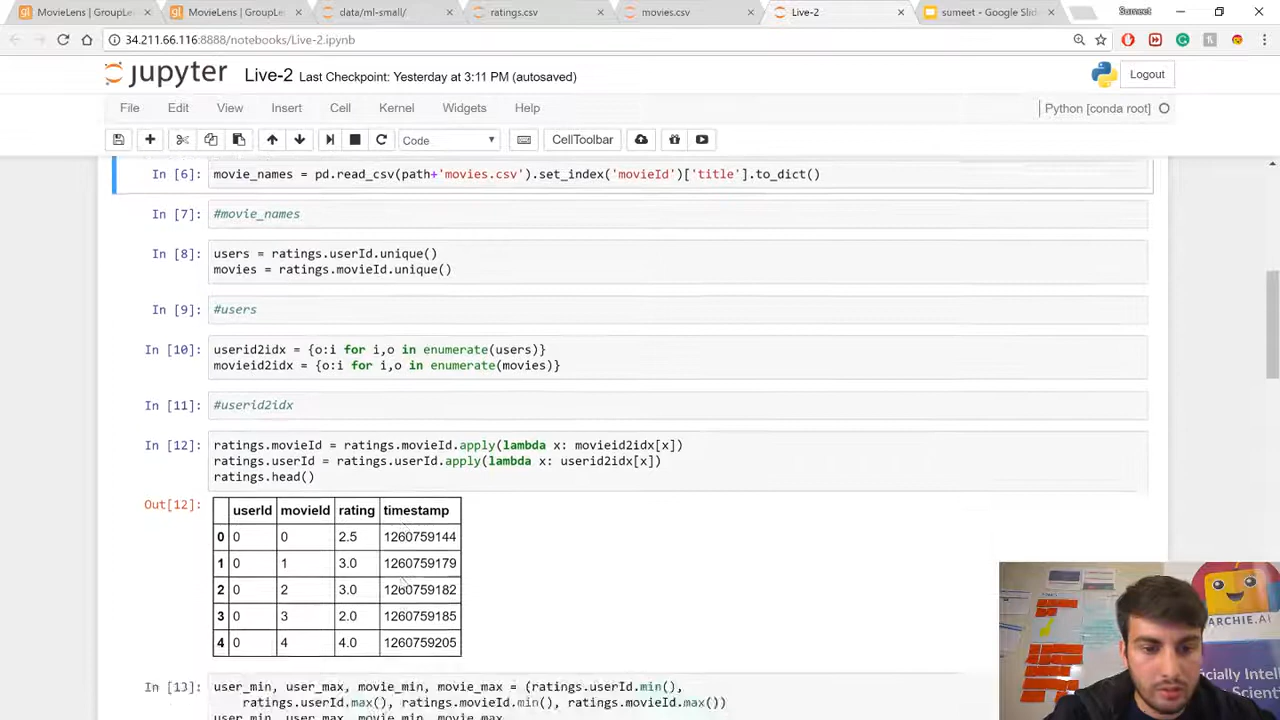 MovieLens | GroupLe
MovieLens | GroupLe
data/ml-small/
ratings.csv
movies.csv
Live-2
sumeet - Google Slid
Sumeet
34.211.66.116:8888/notebooks/Live-2.ipynb
jupyter Live-2 Last Checkpoint: Yesterday at 3:11 PM (autosaved)
Logout
File Edit View Insert Cell Kernel Widgets Help
Python [conda root]
Code
CellToolbar
In [6]: movie_names = pd.read_csv(path+'movies.csv').set_index('movieId')['title'].to_dict()
In [7]: #movie_names
In [8]: users = ratings.userId.unique()
movies = ratings.movieId.unique()
In [9]: #users
In [10]: userid2idx = {o:i for i,o in enumerate(users)}
movieid2idx = {o:i for i,o in enumerate(movies)}
In [11]: #userid2idx
In [12]: ratings.movieId = ratings.movieId.apply(lambda x: movieid2idx[x])
ratings.userId = ratings.userId.apply(lambda x: userid2idx[x])
ratings.head()
Out[12]:
userId movieId rating timestamp
0 0 0 2.5 1260759144
1 0 1 3.0 1260759179
2 0 2 3.0 1260759182
3 0 3 2.0 1260759185
4 0 4 4.0 1260759205
In [13]: user_min, user_max, movie_min, movie_max = (ratings.userId.min(),
ratings.userId.max(), ratings.movieId.min(), ratings.movieId.max())
user_min, user_max, movie_min, movie_max
ARCHIE.AI